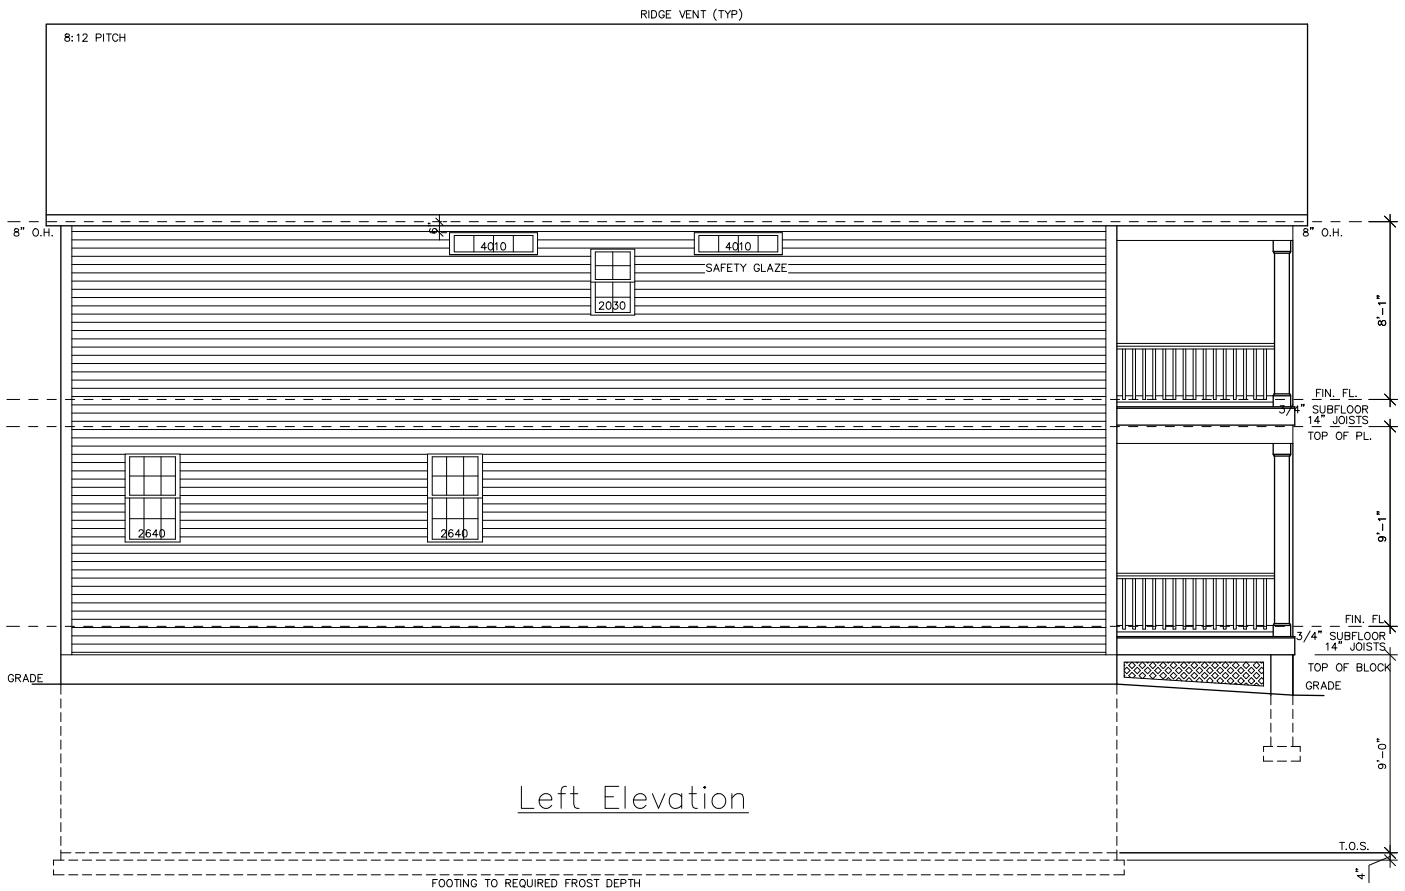 RIDGE VENT (TYP)
8:12 PITCH
8" O.H.
6"
8" O.H.
4010
4010
SAFETY GLAZE
2030
8'-1"
FIN. FL.
3/4" SUBFLOOR
14" JOISTS
TOP OF PL.
2640
2640
9'-1"
FIN. FL.
3/4" SUBFLOOR
14" JOISTS
TOP OF BLOCK
GRADE
GRADE
9'-0"
Left Elevation
T.O.S.
4"
FOOTING TO REQUIRED FROST DEPTH